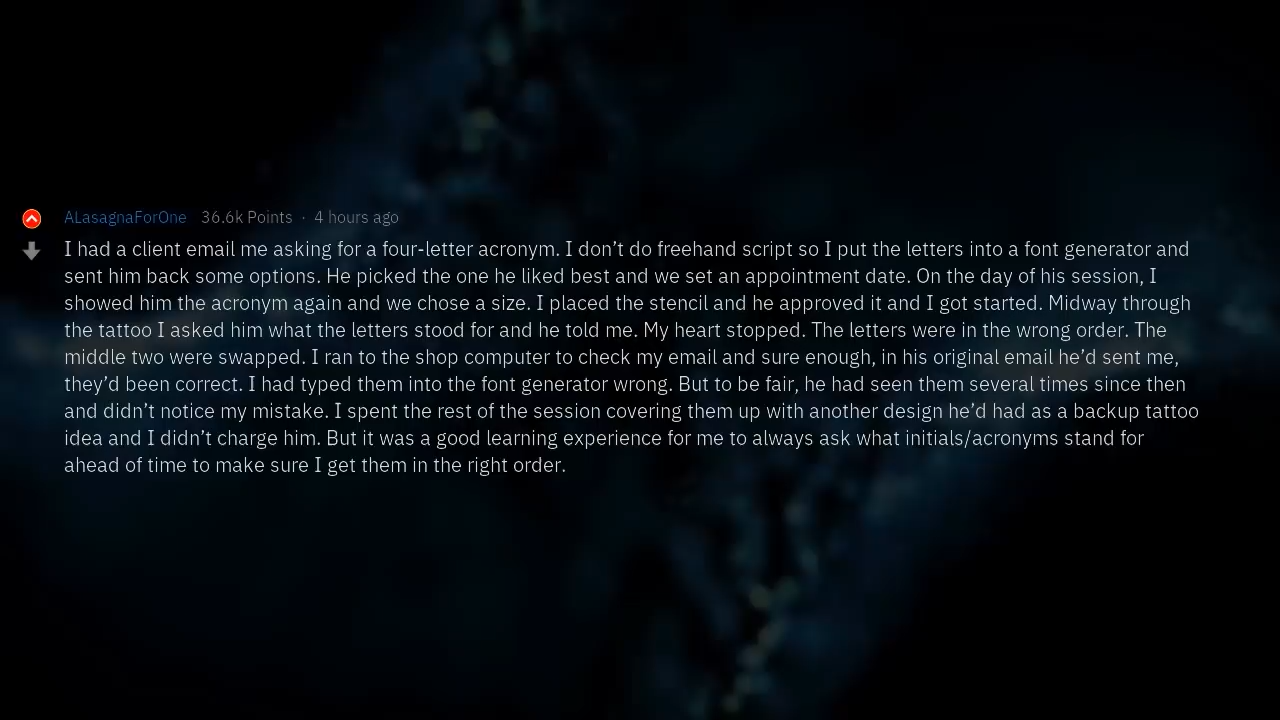 ALasagnaForOne 36.6k Points · 4 hours ago
I had a client email me asking for a four-letter acronym. I don’t do freehand script so I put the letters into a font generator and
sent him back some options. He picked the one he liked best and we set an appointment date. On the day of his session, I
showed him the acronym again and we chose a size. I placed the stencil and he approved it and I got started. Midway through
the tattoo I asked him what the letters stood for and he told me. My heart stopped. The letters were in the wrong order. The
middle two were swapped. I ran to the shop computer to check my email and sure enough, in his original email he’d sent me,
they’d been correct. I had typed them into the font generator wrong. But to be fair, he had seen them several times since then
and didn’t notice my mistake. I spent the rest of the session covering them up with another design he’d had as a backup tattoo
idea and I didn’t charge him. But it was a good learning experience for me to always ask what initials/acronyms stand for
ahead of time to make sure I get them in the right order.